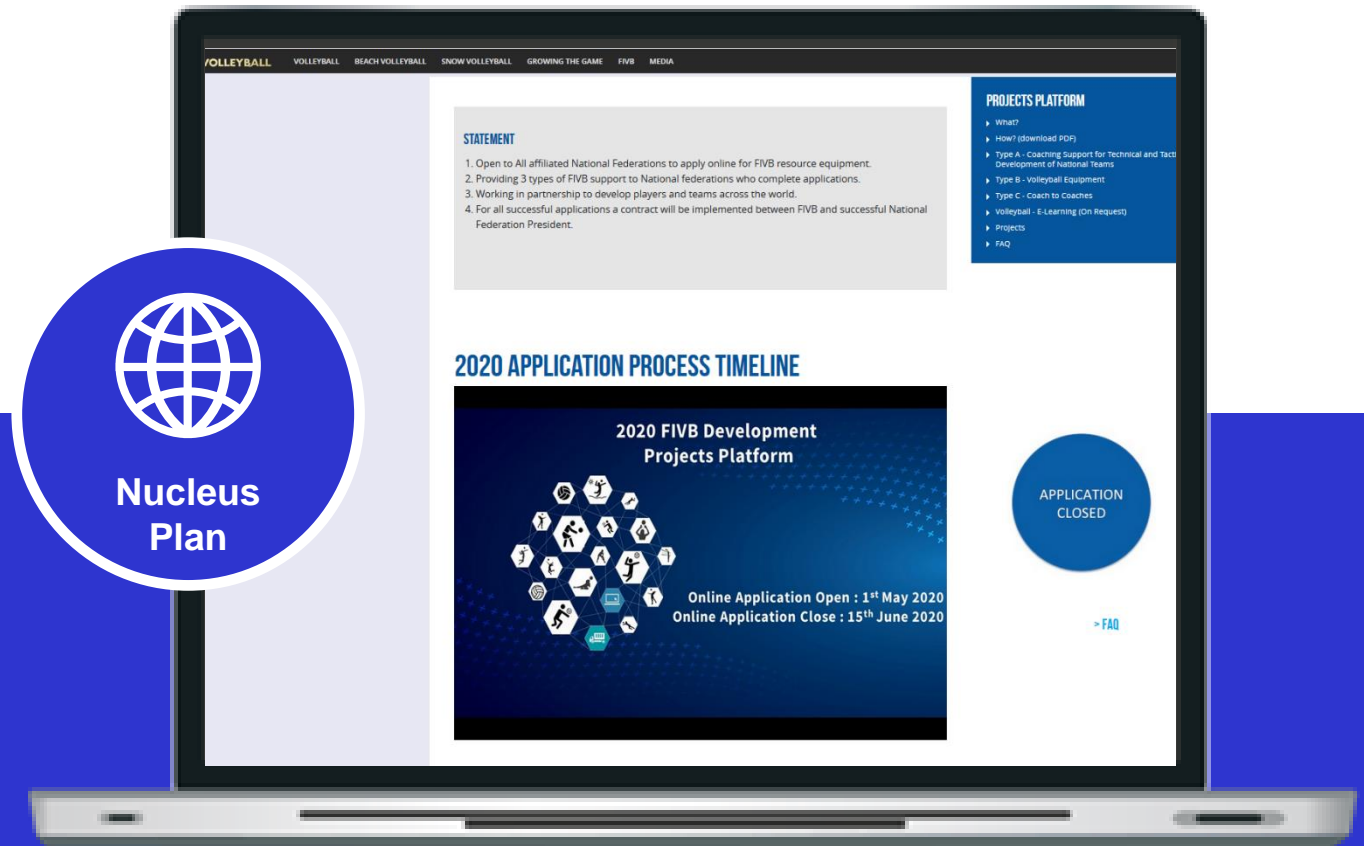 VOLLEYBALL VOLLEYBALL BEACH VOLLEYBALL SNOW VOLLEYBALL GROWING THE GAME FIVB MEDIA
STATEMENT
1. Open to All affiliated National Federations to apply online for FIVB resource equipment.
2. Providing 3 types of FIVB support to National federations who complete applications.
3. Working in partnership to develop players and teams across the world.
4. For all successful applications a contract will be implemented between FIVB and successful National
Federation President.
PROJECTS PLATFORM
What?
How? (download PDF)
Type A - Coaching Support for Technical and Tacti
Development of National Teams
Type B - Volleyball Equipment
Type C - Coach to Coaches
Volleyball - E-Learning (On Request)
Projects
FAQ
Nucleus
Plan
2020 APPLICATION PROCESS TIMELINE
2020 FIVB Development
Projects Platform
Online Application Open : 1st May 2020
Online Application Close : 15th June 2020
APPLICATION
CLOSED
> FAQ